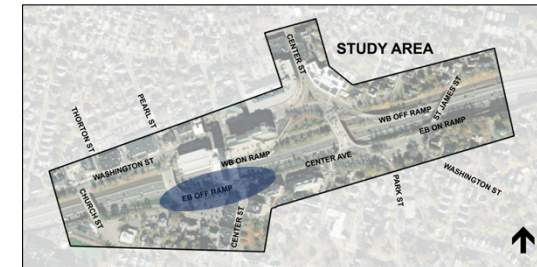 CENTER ST
STUDY AREA
PEARL ST
THORTON ST
WB OFF RAMP
ST JAMES ST
EB ON RAMP
WASHINGTON ST
WB ON RAMP
CENTER AVE
EB OFF RAMP
CHURCH ST
CENTER ST
PARK ST
WASHINGTON ST